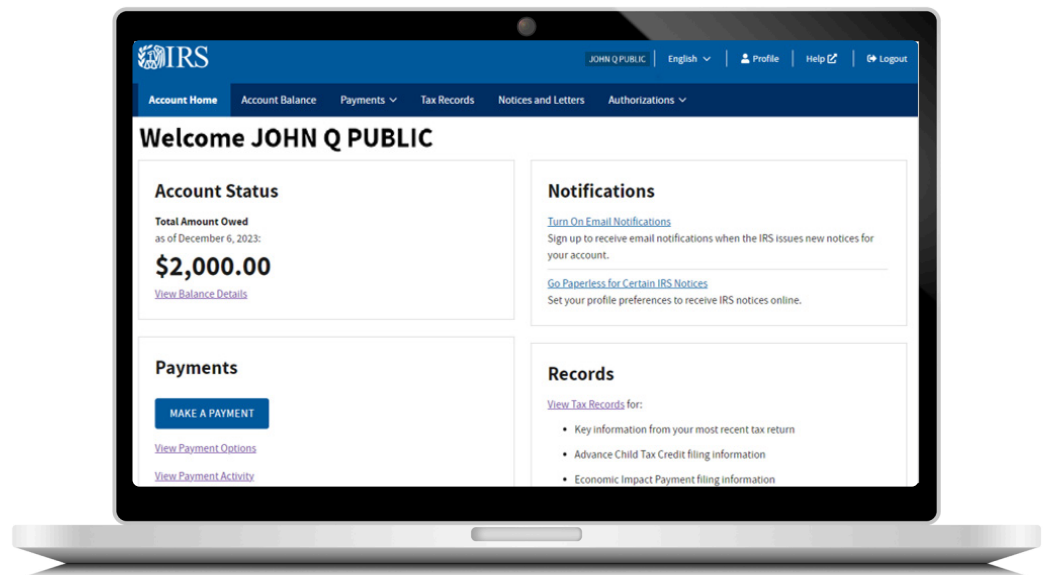 IRS
JOHN Q PUBLIC
English
Profile
Help
Logout
Account Home
Account Balance
Payments
Tax Records
Notices and Letters
Authorizations
Welcome JOHN Q PUBLIC
Account Status
Total Amount Owed
as of December 6, 2023:
$2,000.00
View Balance Details
Payments
MAKE A PAYMENT
View Payment Options
View Payment Activity
Notifications
Turn On Email Notifications
Sign up to receive email notifications when the IRS issues new notices for
your account.
Go Paperless for Certain IRS Notices
Set your profile preferences to receive IRS notices online.
Records
View Tax Records for:
• Key information from your most recent tax return
• Advance Child Tax Credit filing information
• Economic Impact Payment filing information